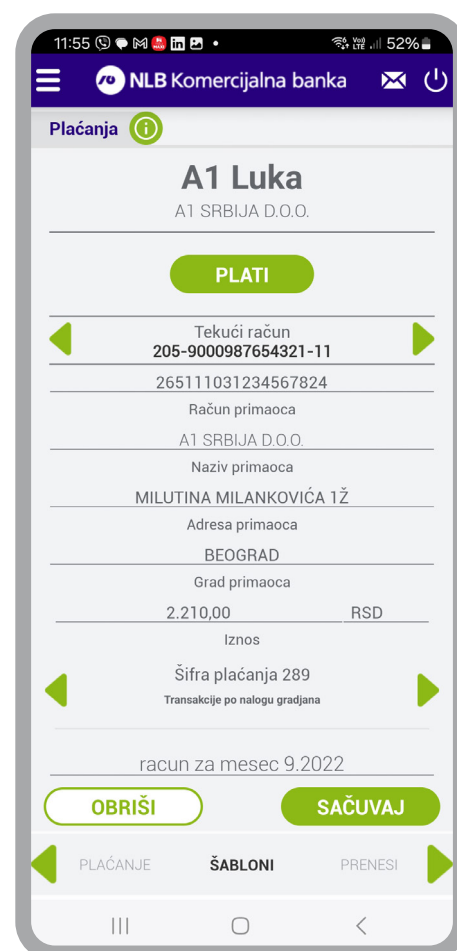 11:55 52%
NLB Komercijalna banka
Plaćanja i
A1 Luka
A1 SRBIJA D.O.O.
PLATI
Tekući račun
205-9000987654321-11
265111031234567824
Račun primaoca
A1 SRBIJA D.O.O.
Naziv primaoca
MILUTINA MILANKOVIĆA 1Ž
Adresa primaoca
BEOGRAD
Grad primaoca
2.210,00 RSD
Iznos
Šifra plaćanja 289
Transakcije po nalogu gradjana
racun za mesec 9.2022
OBRIŠI SAČUVAJ
PLAĆANJE ŠABLONI PRENESI